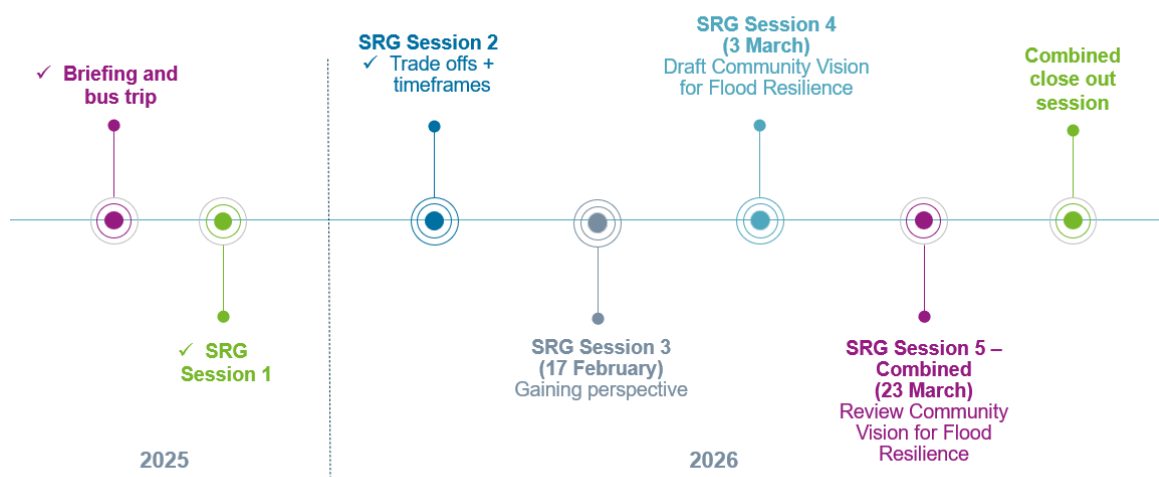 ✓ Briefing and
bus trip
✓ SRG
Session 1
SRG Session 2
✓ Trade offs +
timeframes
SRG Session 3
(17 February)
Gaining perspective
SRG Session 4
(3 March)
Draft Community Vision
for Flood Resilience
SRG Session 5 –
Combined
(23 March)
Review Community
Vision for Flood
Resilience
Combined
close out
session
2025
2026